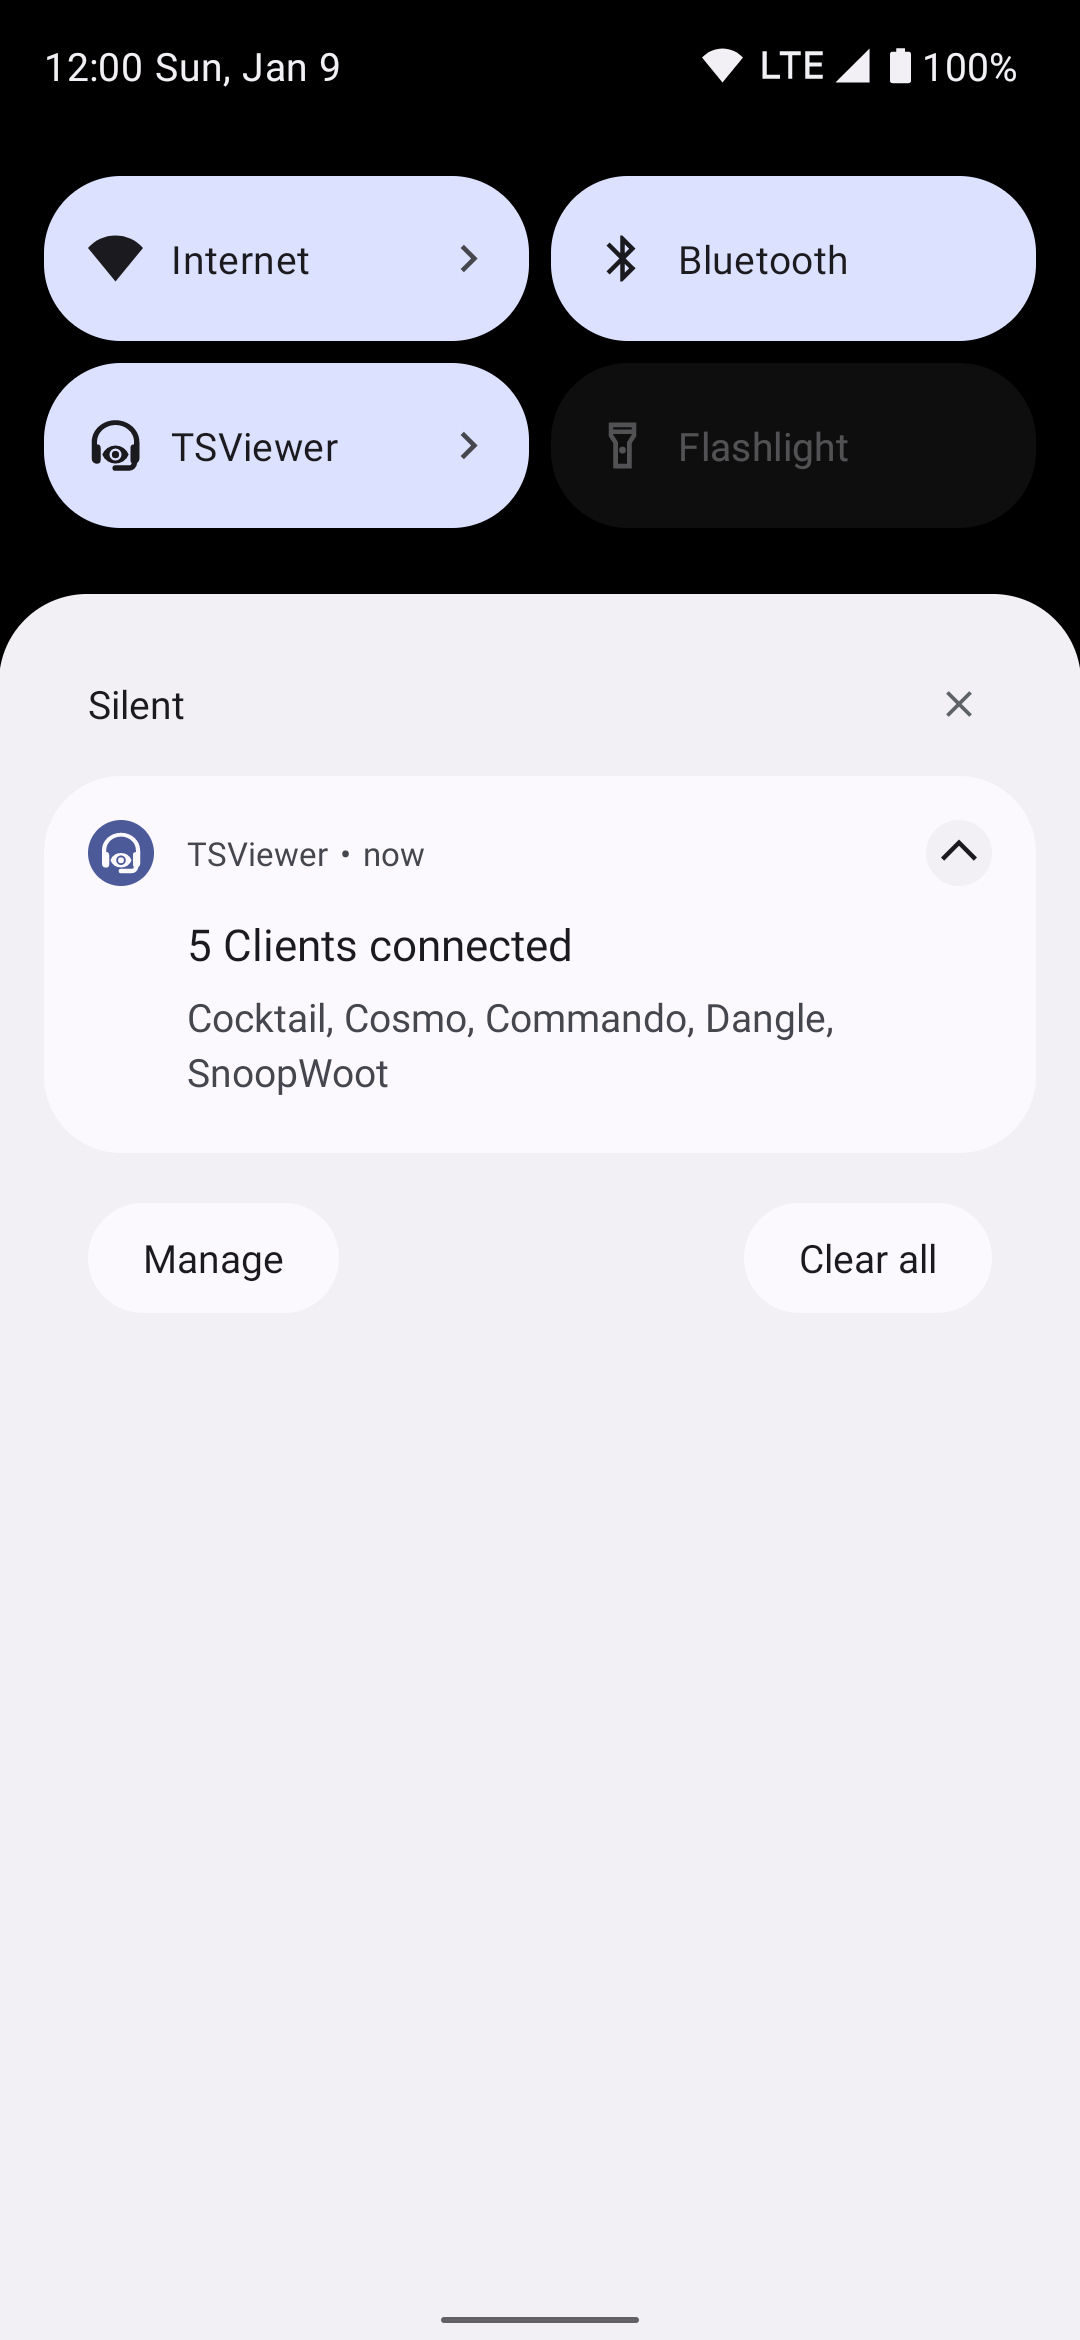 12:00 Sun, Jan 9 LTE 100%
Internet
Bluetooth
TSViewer
Flashlight
Silent
TSViewer • now
5 Clients connected
Cocktail, Cosmo, Commando, Dangle,
SnoopWoot
Manage
Clear all